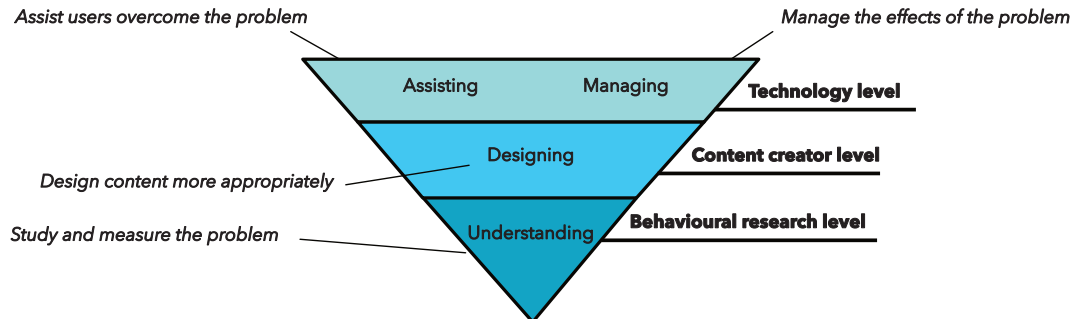 Assist users overcome the problem
Manage the effects of the problem
Assisting
Managing
Technology level
Designing
Content creator level
Design content more appropriately
Behavioural research level
Study and measure the problem
Understanding